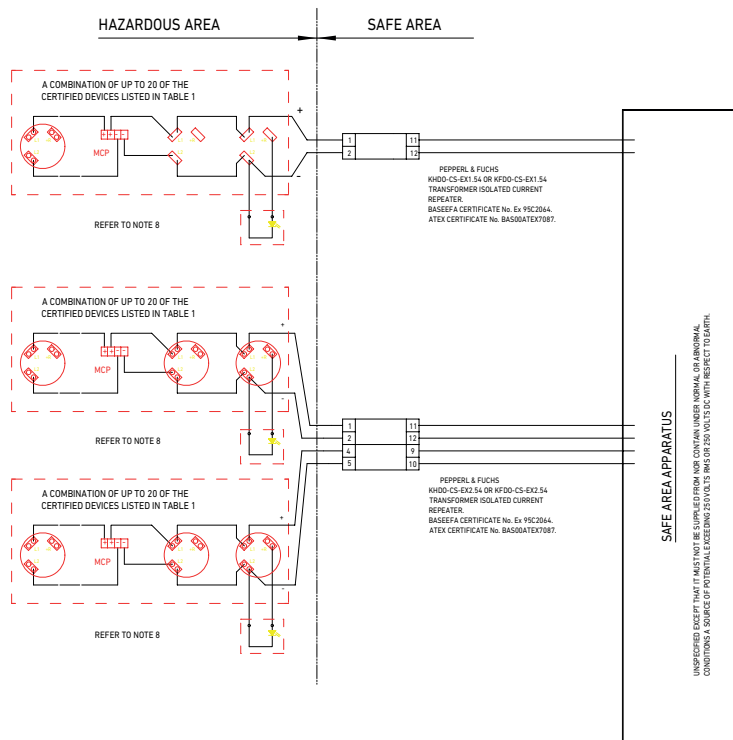 HAZARDOUS AREA
SAFE AREA
A COMBINATION OF UP TO 20 OF THE
CERTIFIED DEVICES LISTED IN TABLE 1
+
++--
MCP
-
1
2
11
12
REFER TO NOTE 8
PEPPERL & FUCHS
KHDO-CS-EX1.54 OR KFDO-CS-EX1.54
TRANSFORMER ISOLATED CURRENT
REPEATER.
BASEEFA CERTIFICATE No. Ex 95C2064.
ATEX CERTIFICATE No. BAS00ATEX7087.
A COMBINATION OF UP TO 20 OF THE
CERTIFIED DEVICES LISTED IN TABLE 1
+
++--
MCP
-
REFER TO NOTE 8
1
2
4
5
11
12
9
10
PEPPERL & FUCHS
KHDO-CS-EX2.54 OR KFDO-CS-EX2.54
TRANSFORMER ISOLATED CURRENT
REPEATER.
BASEEFA CERTIFICATE No. Ex 95C2064.
ATEX CERTIFICATE No. BAS00ATEX7087.
A COMBINATION OF UP TO 20 OF THE
CERTIFIED DEVICES LISTED IN TABLE 1
+
++--
MCP
-
REFER TO NOTE 8
SAFE AREA APPARATUS
UNSPECIFIED EXCEPT THAT IT MUST NOT BE SUPPLIED FROM NOR CONTAIN UNDER NORMAL OR ABNORMAL
CONDITIONS A SOURCE OF POTENTIAL EXCEEDING 250 VOLTS RMS OR 250 VOLTS DC WITH RESPECT TO EARTH.